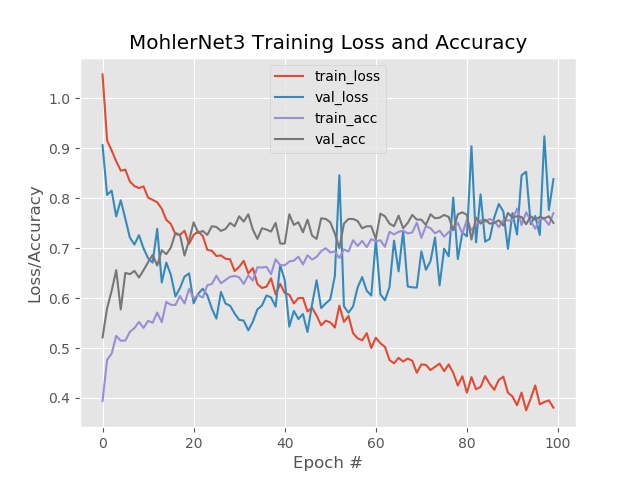 MohlerNet3 Training Loss and Accuracy
train_loss
val_loss
train_acc
val_acc
1.0
0.9
0.8
0.7
0.6
0.5
0.4
Loss/Accuracy
0 20 40 60 80 100
Epoch #